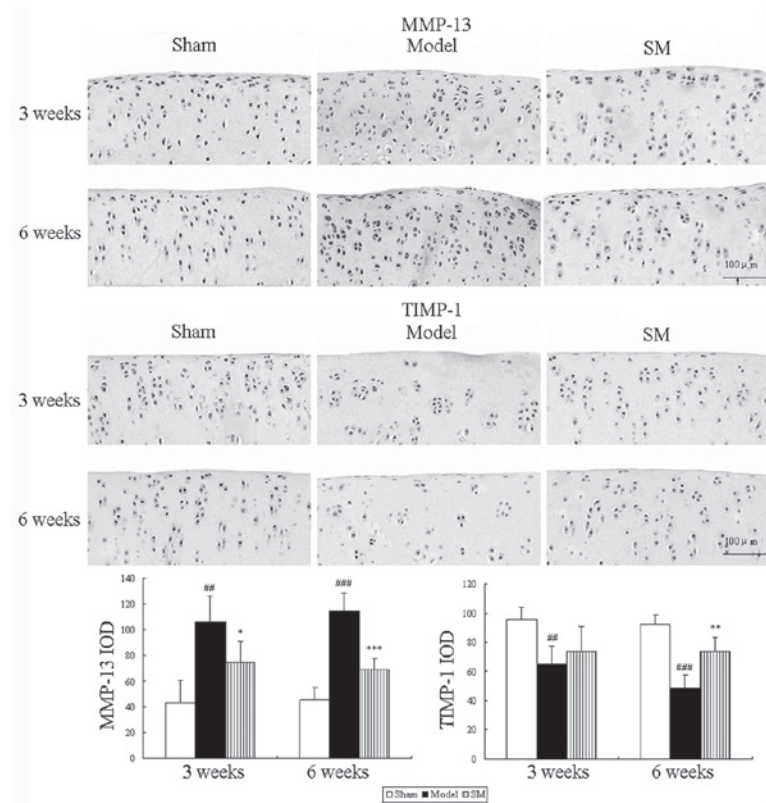 MMP-13
Sham Model SM
3 weeks
6 weeks
100 μm
TIMP-1
Sham Model SM
3 weeks
6 weeks
100 μm
MMP-13 IOD
140
120
100
80
60
40
20
0
##
*
###
***
3 weeks 6 weeks
TIMP-1 IOD
120
100
80
60
40
20
0
##
###
**
3 weeks 6 weeks
Sham Model SM